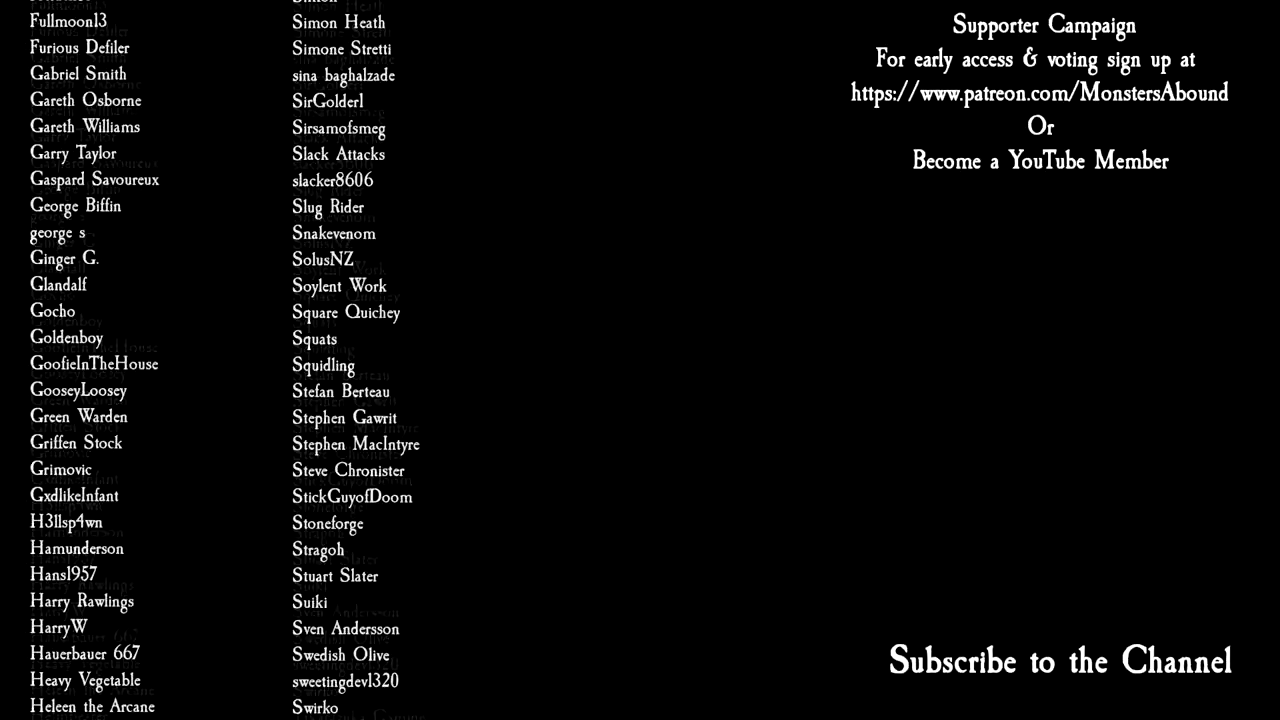 Fullmoon13
Furious Defiler
Gabriel Smith
Gareth Osborne
Gareth Williams
Garry Taylor
Gaspard Savoureux
George Biffin
george s
Ginger G.
Glandalf
Gocho
Goldenboy
GoofieInTheHouse
GooseyLoosey
Green Warden
Griffen Stock
Grimovic
GxdlikeInfant
H3llsp4wn
Hamunderson
Hans1957
Harry Rawlings
HarryW
Hauerbauer 667
Heavy Vegetable
Heleen the Arcane
Simon Heath
Simone Stretti
sina baghalzade
SirGolder1
Sirsamofsmeg
Slack Attacks
slacker8606
Slug Rider
Snakevenom
SolusNZ
Soylent Work
Square Quichey
Squats
Squidling
Stefan Berteau
Stephen Gawrit
Stephen MacIntyre
Steve Chronister
StickGuyofDoom
Stoneforge
Stragoh
Stuart Slater
Suiki
Sven Andersson
Swedish Olive
sweetingdev1320
Swirko
Supporter Campaign
For early access & voting sign up at
https://www.patreon.com/MonstersAbound
Or
Become a YouTube Member
Subscribe to the Channel